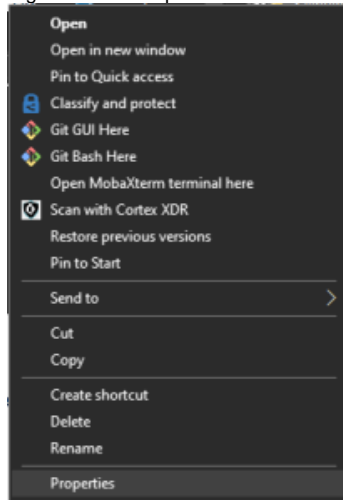 Open
Open in new window
Pin to Quick access
Classify and protect
Git GUI Here
Git Bash Here
Open MobaXterm terminal here
Scan with Cortex XDR
Restore previous versions
Pin to Start
Send to
Cut
Copy
Create shortcut
Delete
Rename
Properties